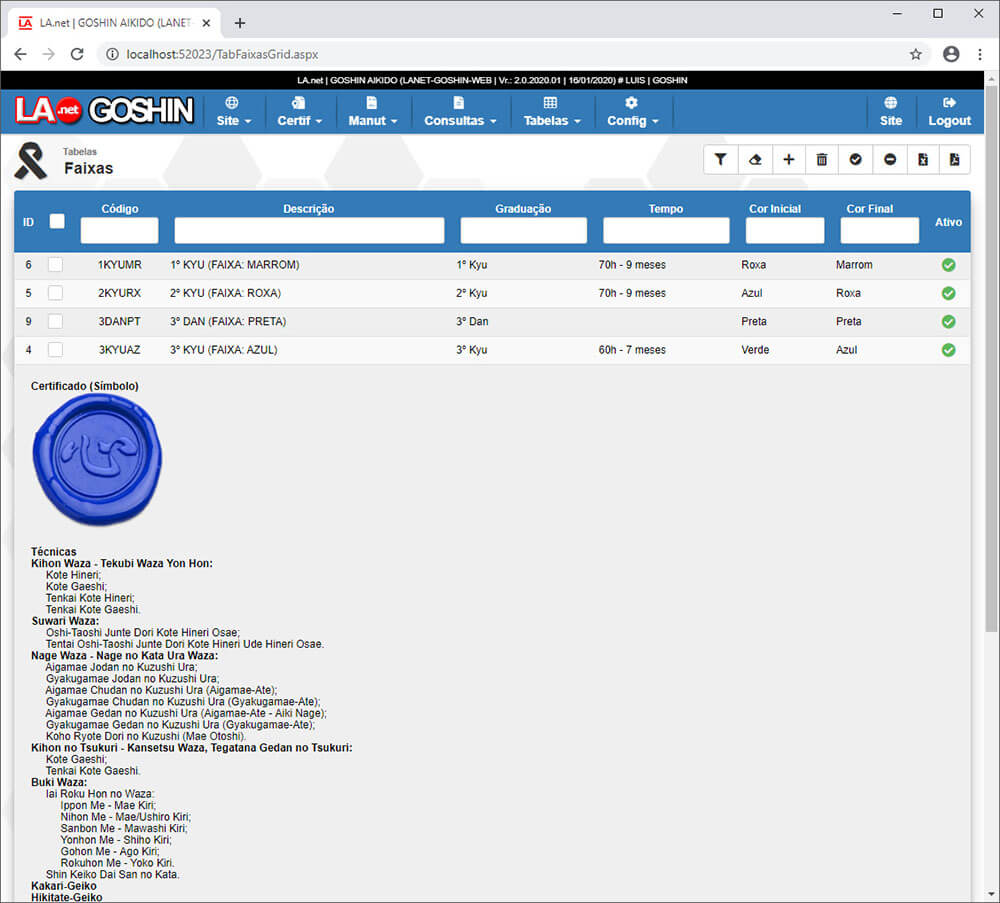 LA LA.net | GOSHIN AIKIDO (LANET-
localhost:52023/TabFaixasGrid.aspx
LA.net | GOSHIN AIKIDO (LANET-GOSHIN-WEB | Vr.: 2.0.2020.01 | 16/01/2020) # LUIS | GOSHIN
LA.net GOSHIN Site Certif Manut Consultas Tabelas Config Site Logout
Tabelas
Faixas
ID Código Descrição Graduação Tempo Cor Inicial Cor Final Ativo
6 1KYUMR 1º KYU (FAIXA: MARROM) 1º Kyu 70h - 9 meses Roxa Marrom
5 2KYURX 2º KYU (FAIXA: ROXA) 2º Kyu 70h - 9 meses Azul Roxa
9 3DANPT 3º DAN (FAIXA: PRETA) 3º Dan Preta Preta
4 3KYUAZ 3º KYU (FAIXA: AZUL) 3º Kyu 60h - 7 meses Verde Azul
Certificado (Símbolo)
心
Técnicas
Kihon Waza - Tekubi Waza Yon Hon:
Kote Hineri;
Kote Gaeshi;
Tenkai Kote Hineri;
Tenkai Kote Gaeshi.
Suwari Waza:
Oshi-Taoshi Junte Dori Kote Hineri Osae;
Tentai Oshi-Taoshi Junte Dori Kote Hineri Ude Hineri Osae.
Nage Waza - Nage no Kata Ura Waza:
Aigamae Jodan no Kuzushi Ura;
Gyakugamae Jodan no Kuzushi Ura;
Aigamae Chudan no Kuzushi Ura (Aigamae-Ate);
Gyakugamae Chudan no Kuzushi Ura (Gyakugamae-Ate);
Aigamae Gedan no Kuzushi Ura (Aigamae-Ate - Aiki Nage);
Gyakugamae Gedan no Kuzushi Ura (Gyakugamae-Ate);
Koho Ryote Dori no Kuzushi (Mae Otoshi).
Kihon no Tsukuri - Kansetsu Waza, Tegatana Gedan no Tsukuri:
Kote Gaeshi;
Tenkai Kote Gaeshi.
Buki Waza:
Iai Roku Hon no Waza:
Ippon Me - Mae Kiri;
Nihon Me - Mae/Ushiro Kiri;
Sanbon Me - Mawashi Kiri;
Yonhon Me - Shiho Kiri;
Gohon Me - Ago Kiri;
Rokuhon Me - Yoko Kiri.
Shin Keiko Dai San no Kata.
Kakari-Geiko
Hikitate-Geiko